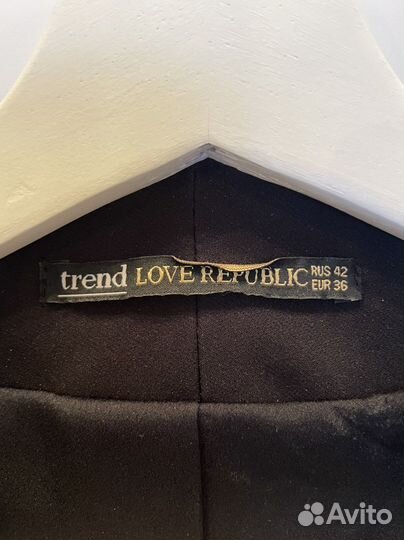 trend LOVE REPUBLIC RUS 42
EUR 36
Avito